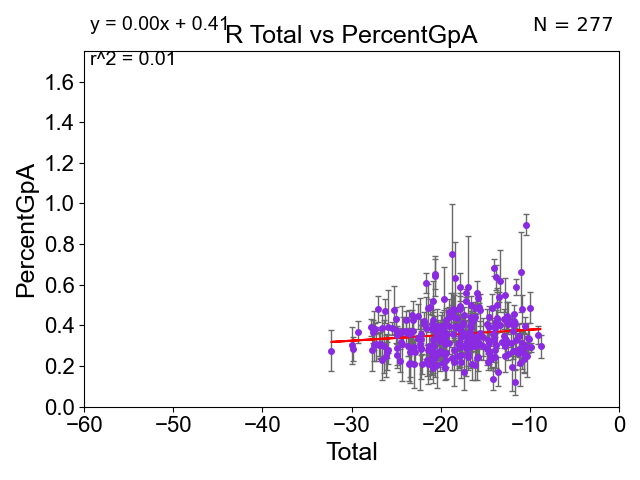 y = 0.00x + 0.41
R Total vs PercentGpA
N = 277
r^2 = 0.01
PercentGpA
1.6
1.4
1.2
1.0
0.8
0.6
0.4
0.2
0.0
−60
−50
−40
−30
−20
−10
0
Total